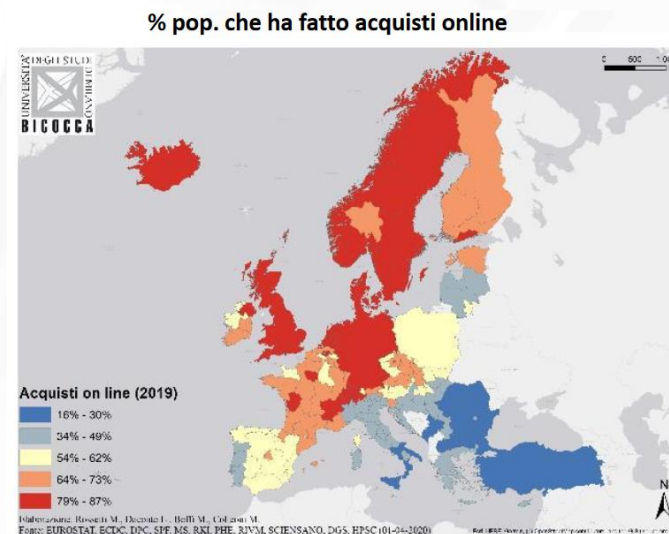 % pop. che ha fatto acquisti online
UNIVERSITÀ DEGLI STUDI DI MILANO
BICOCCA
0 500
Acquisti on line (2019)
16% - 30%
34% - 49%
54% - 62%
64% - 73%
79% - 87%
N
Elaborazione: Rossetti M.,
Fonte: EUROSTAT, ECDC, DPC, SPF, MS, RKI, PHE, RIVM, SCIENSANO, DGS, HPSC (01-04-2020)